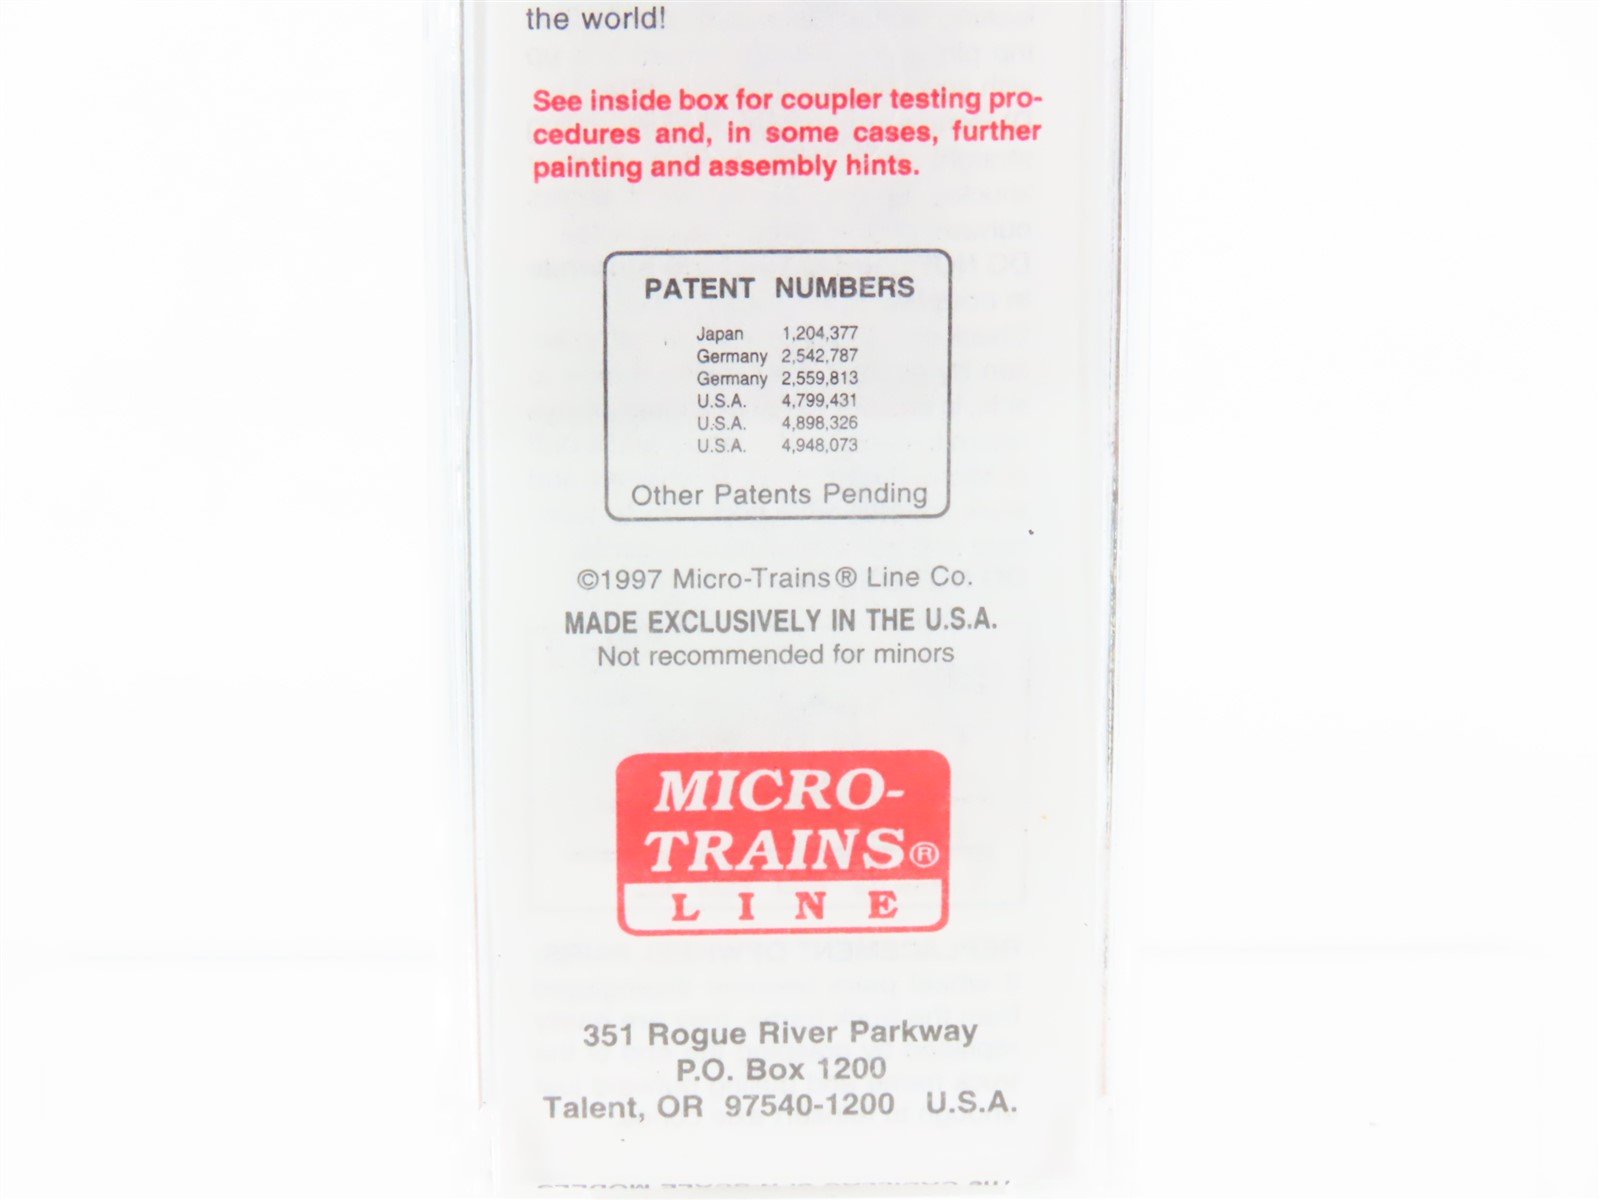 the world!
See inside box for coupler testing pro-
cedures and, in some cases, further
painting and assembly hints.
PATENT NUMBERS
Japan 1,204,377
Germany 2,542,787
Germany 2,559,813
U.S.A. 4,799,431
U.S.A. 4,898,326
U.S.A. 4,948,073
Other Patents Pending
©1997 Micro-Trains® Line Co.
MADE EXCLUSIVELY IN THE U.S.A.
Not recommended for minors
MICRO-
TRAINS®
LINE
351 Rogue River Parkway
P.O. Box 1200
Talent, OR 97540-1200 U.S.A.